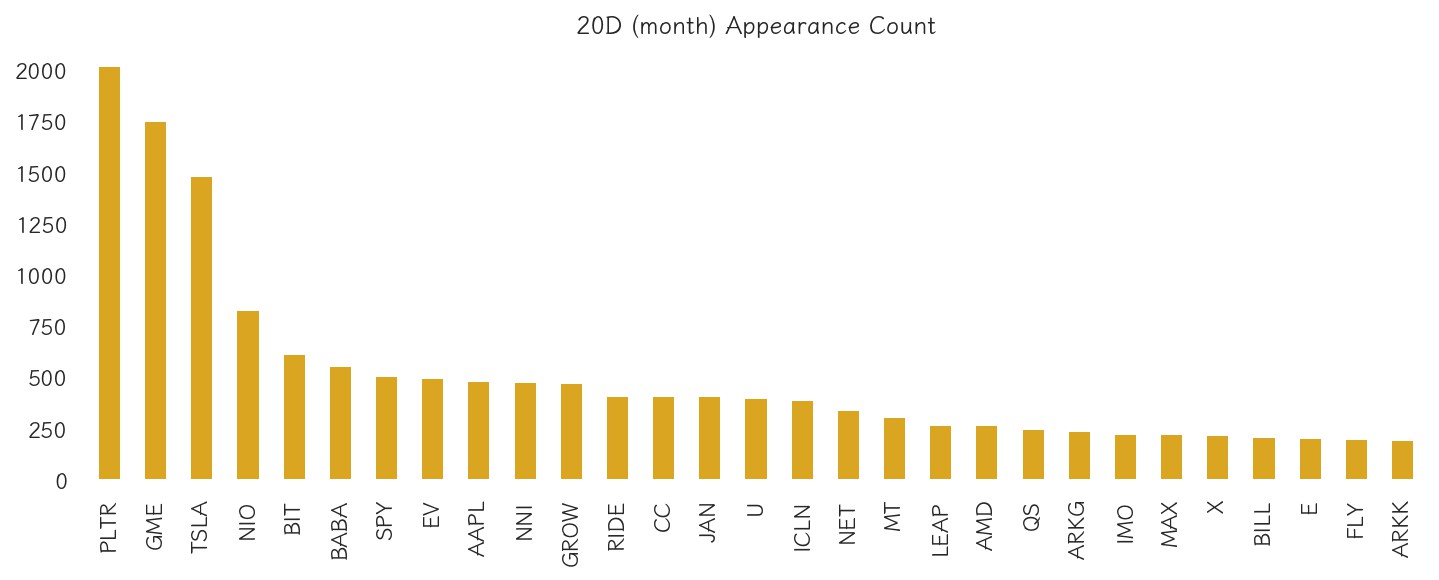 20D (month) Appearance Count
2000
1750
1500
1250
1000
750
500
250
0
PLTR
GME
TSLA
NIO
BIT
BABA
SPY
EV
AAPL
NNI
GROW
RIDE
CC
JAN
U
ICLN
NET
MT
LEAP
AMD
QS
ARKG
IMO
MAX
X
BILL
E
FLY
ARKK